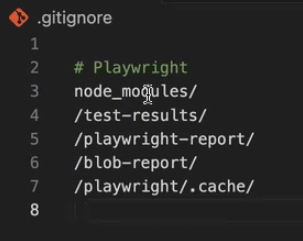 .gitignore
1
2 # Playwright
3 node_modules/
4 /test-results/
5 /playwright-report/
6 /blob-report/
7 /playwright/.cache/
8